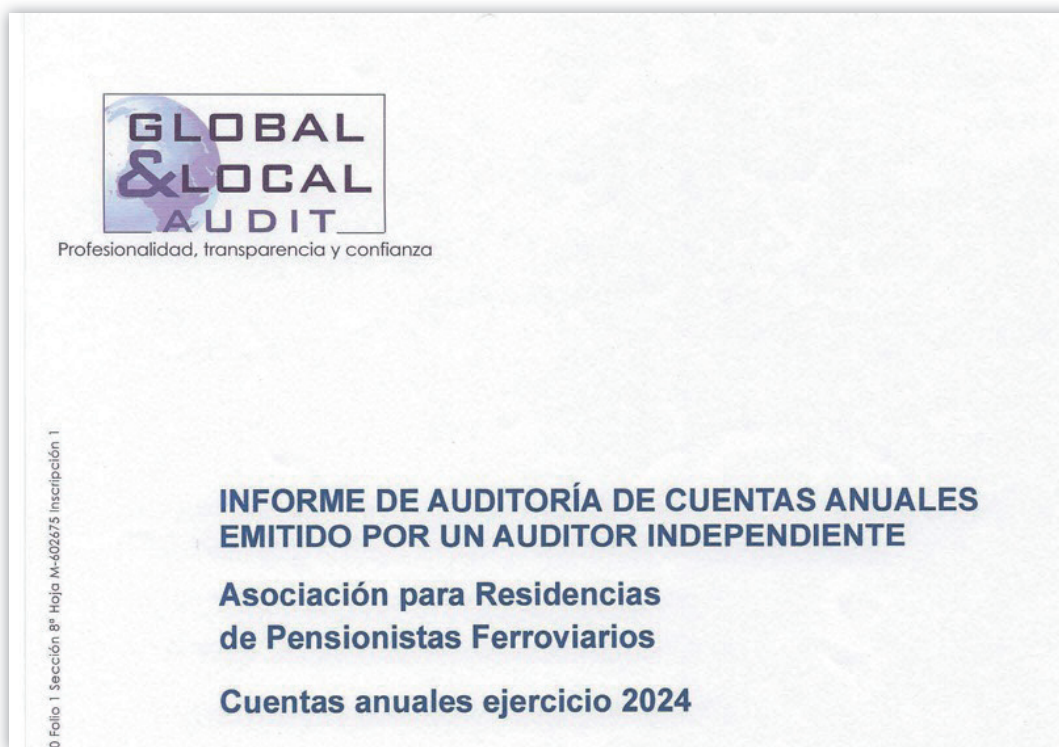 GLOBAL
&LOCAL
AUDIT
Profesionalidad, transparencia y confianza
INFORME DE AUDITORÍA DE CUENTAS ANUALES
EMITIDO POR UN AUDITOR INDEPENDIENTE
Asociación para Residencias
de Pensionistas Ferroviarios
Cuentas anuales ejercicio 2024
Folio 1 Sección 8ª Hoja M-602675 Inscripción 1